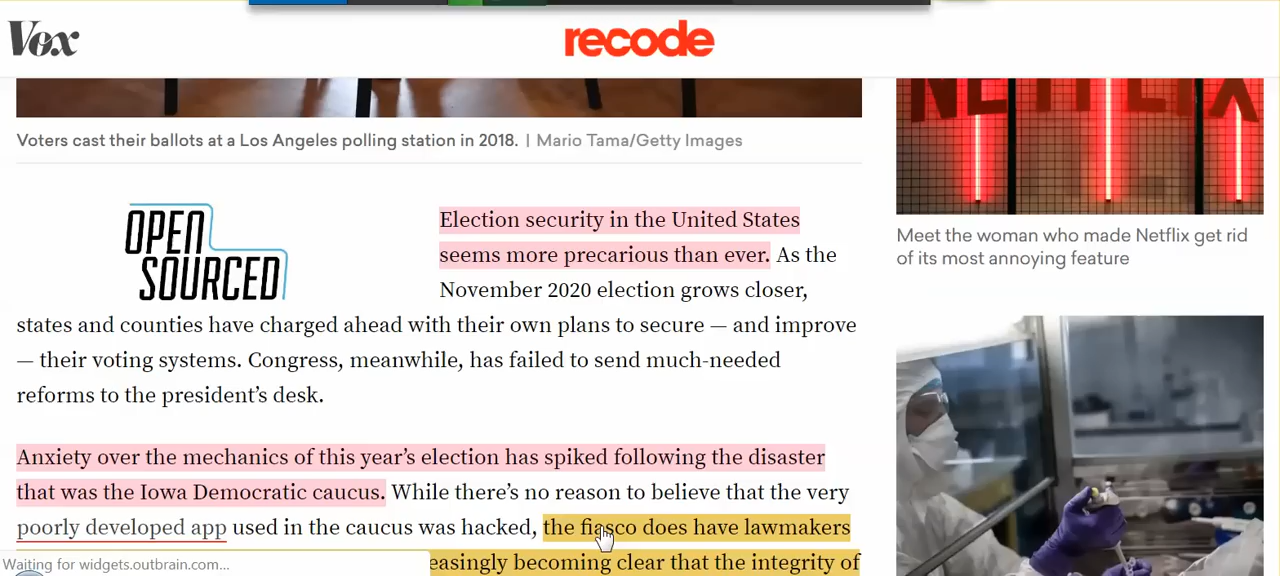 Vox
recode
NETFLIX
Voters cast their ballots at a Los Angeles polling station in 2018. | Mario Tama/Getty Images
OPEN
SOURCED
Election security in the United States
seems more precarious than ever. As the
November 2020 election grows closer,
states and counties have charged ahead with their own plans to secure — and improve
— their voting systems. Congress, meanwhile, has failed to send much-needed
reforms to the president’s desk.
Anxiety over the mechanics of this year’s election has spiked following the disaster
that was the Iowa Democratic caucus. While there’s no reason to believe that the very
poorly developed app used in the caucus was hacked, the fiasco does have lawmakers
easingly becoming clear that the integrity of
Waiting for widgets.outbrain.com...
Meet the woman who made Netflix get rid
of its most annoying feature